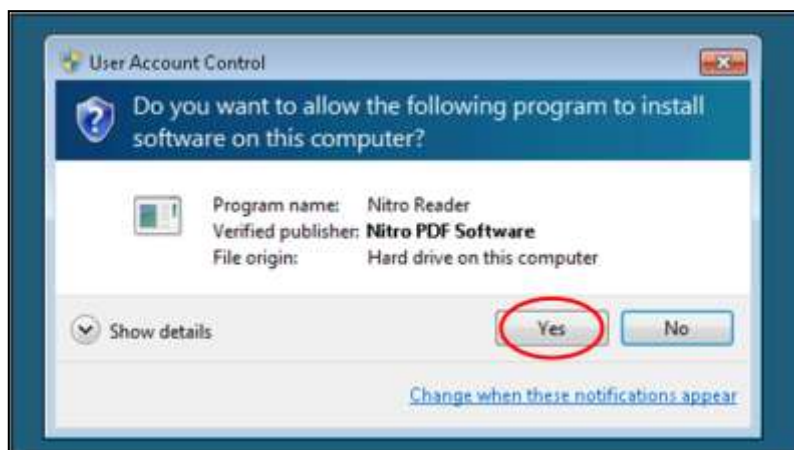 User Account Control
Do you want to allow the following program to install
software on this computer?
Program name: Nitro Reader
Verified publisher: Nitro PDF Software
File origin: Hard drive on this computer
Show details
Yes No
Change when these notifications appear